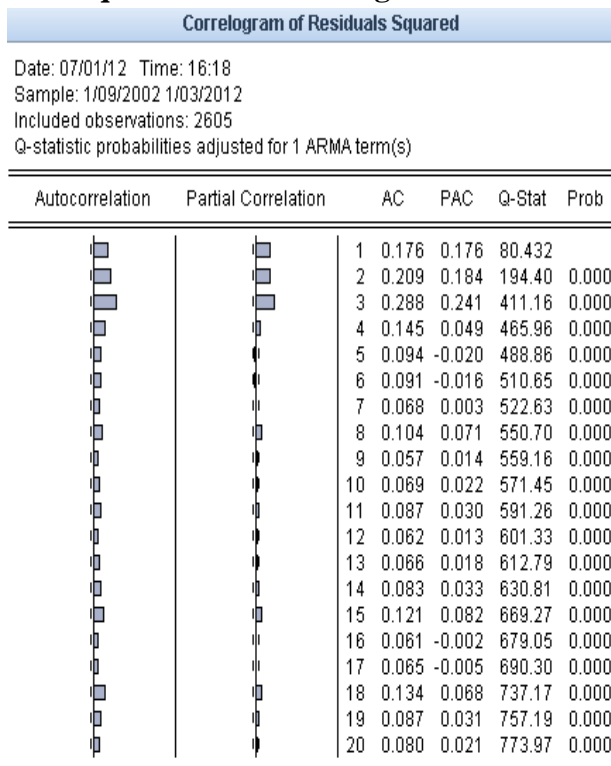 Correlogram of Residuals Squared
Date: 07/01/12 Time: 16:18
Sample: 1/09/2002 1/03/2012
Included observations: 2605
Q-statistic probabilities adjusted for 1 ARMA term(s)
Autocorrelation Partial Correlation AC PAC Q-Stat Prob
1 0.176 0.176 80.432
2 0.209 0.184 194.40 0.000
3 0.288 0.241 411.16 0.000
4 0.145 0.049 465.96 0.000
5 0.094 -0.020 488.86 0.000
6 0.091 -0.016 510.65 0.000
7 0.068 0.003 522.63 0.000
8 0.104 0.071 550.70 0.000
9 0.057 0.014 559.16 0.000
10 0.069 0.022 571.45 0.000
11 0.087 0.030 591.26 0.000
12 0.062 0.013 601.33 0.000
13 0.066 0.018 612.79 0.000
14 0.083 0.033 630.81 0.000
15 0.121 0.082 669.27 0.000
16 0.061 -0.002 679.05 0.000
17 0.065 -0.005 690.30 0.000
18 0.134 0.068 737.17 0.000
19 0.087 0.031 757.19 0.000
20 0.080 0.021 773.97 0.000